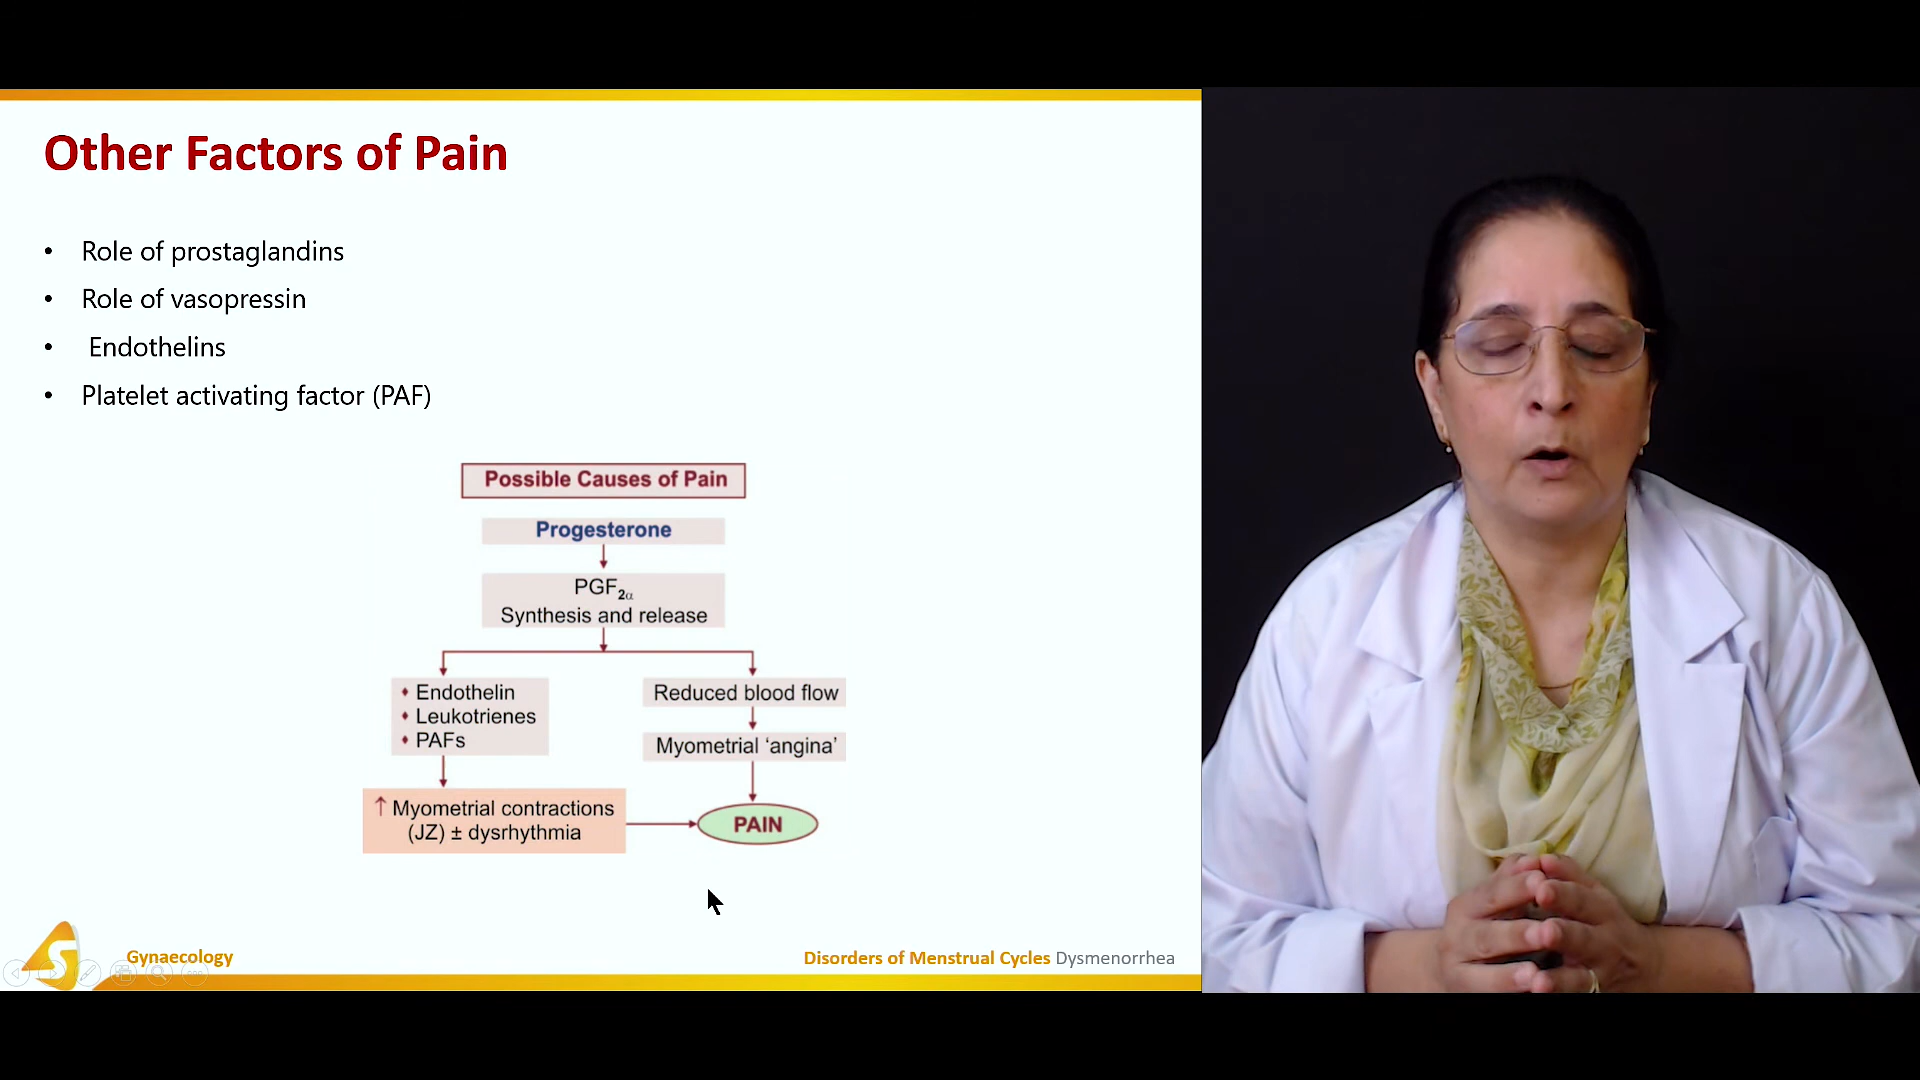 Other Factors of Pain
• Role of prostaglandins
• Role of vasopressin
• Endothelins
• Platelet activating factor (PAF)
Possible Causes of Pain
Progesterone
PGF2α
Synthesis and release
♦ Endothelin
♦ Leukotrienes
♦ PAFs
Reduced blood flow
Myometrial ‘angina’
↑ Myometrial contractions
(JZ) ± dysrhythmia
PAIN
S
Gynaecology
Disorders of Menstrual Cycles Dysmenorrhea